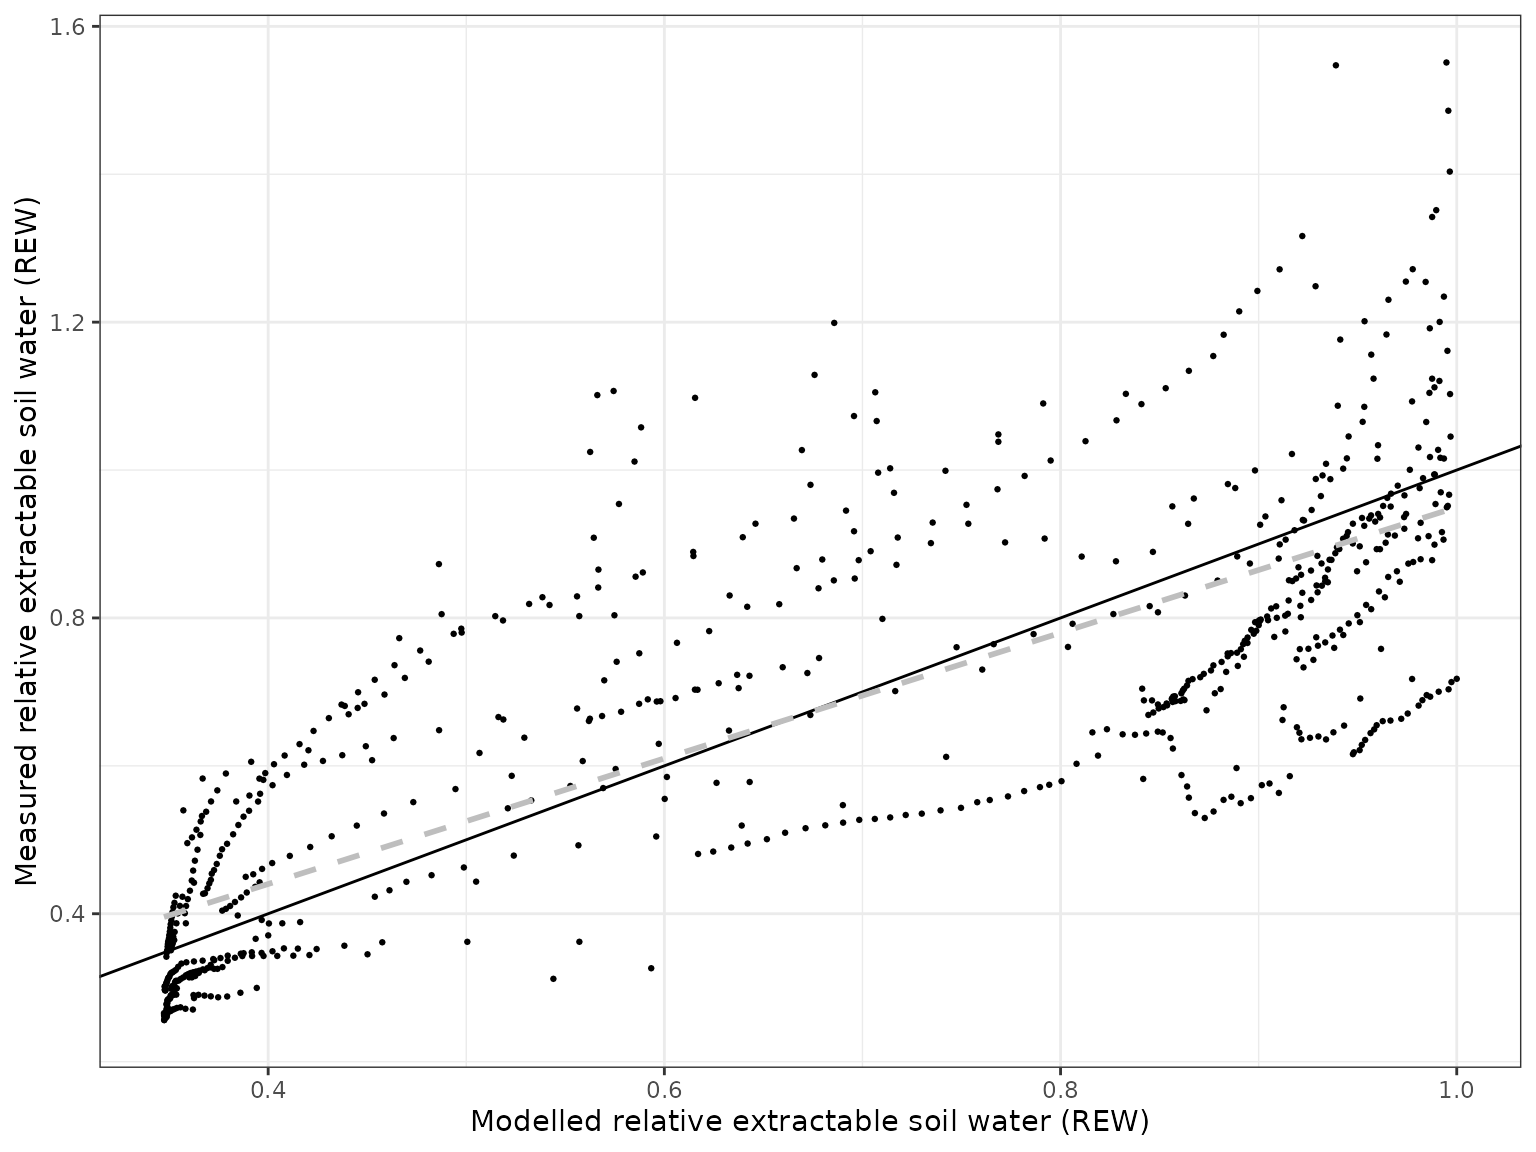 Measured relative extractable soil water (REW)
1.6
1.2
0.8
0.4
0.4 0.6 0.8 1.0
Modelled relative extractable soil water (REW)